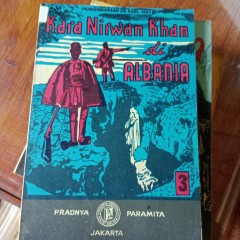 Kara Nirwan Khan
di
ALBANIA
3
PRADNYA PARAMITA
JAKARTA